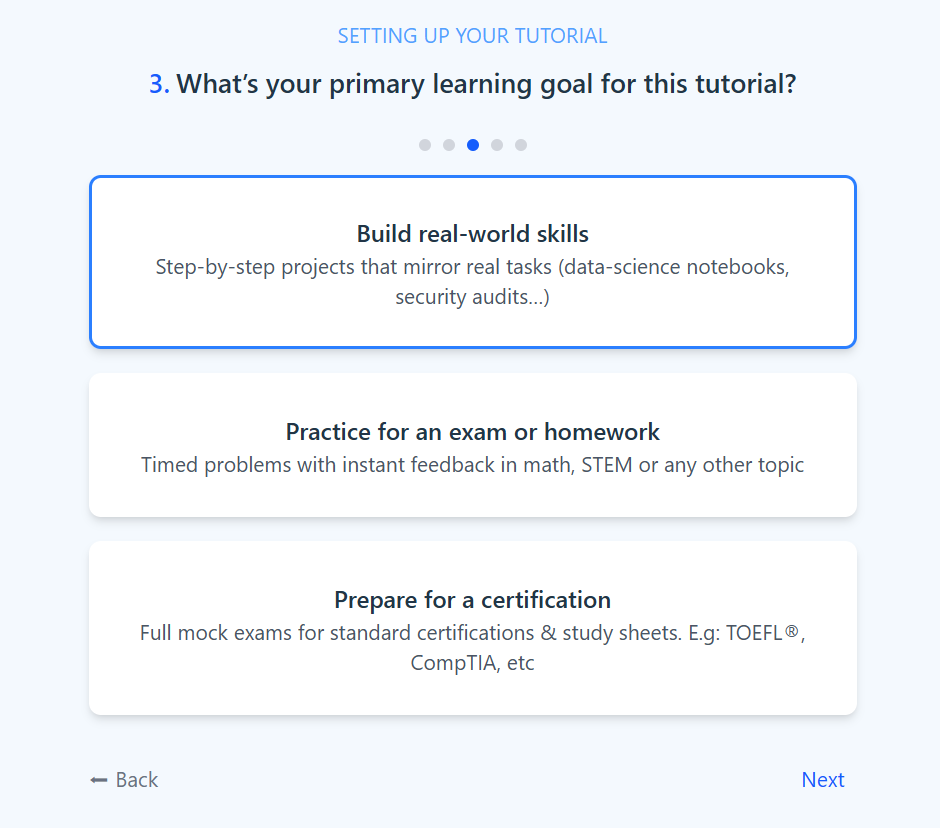 SETTING UP YOUR TUTORIAL
3. What’s your primary learning goal for this tutorial?
Build real-world skills
Step-by-step projects that mirror real tasks (data-science notebooks,
security audits…)
Practice for an exam or homework
Timed problems with instant feedback in math, STEM or any other topic
Prepare for a certification
Full mock exams for standard certifications & study sheets. E.g: TOEFL®,
CompTIA, etc
⬅ Back
Next